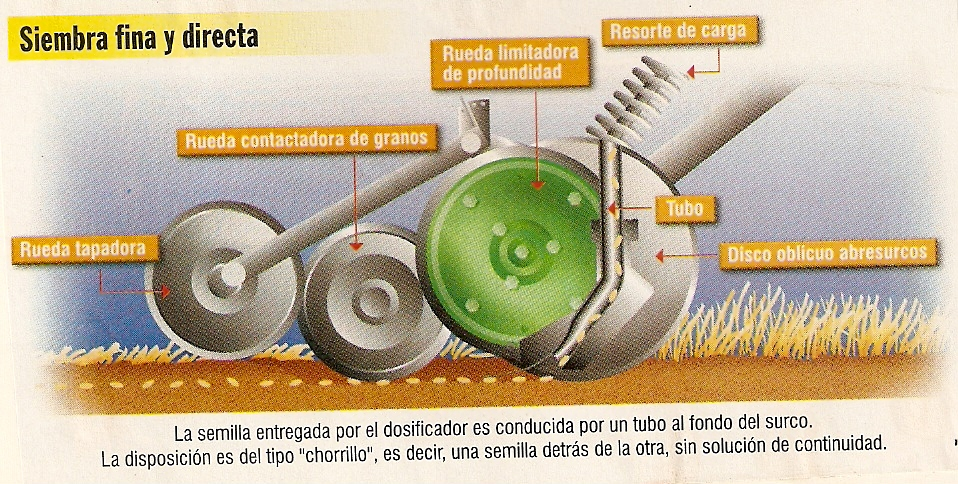 Siembra fina y directa
Resorte de carga
Rueda limitadora
de profundidad
Rueda contactadora de granos
Tubo
Rueda tapadora
Disco oblícuo abresurcos
La semilla entregada por el dosificador es conducida por un tubo al fondo del surco.
La disposición es del tipo "chorrillo", es decir, una semilla detrás de la otra, sin solución de continuidad.